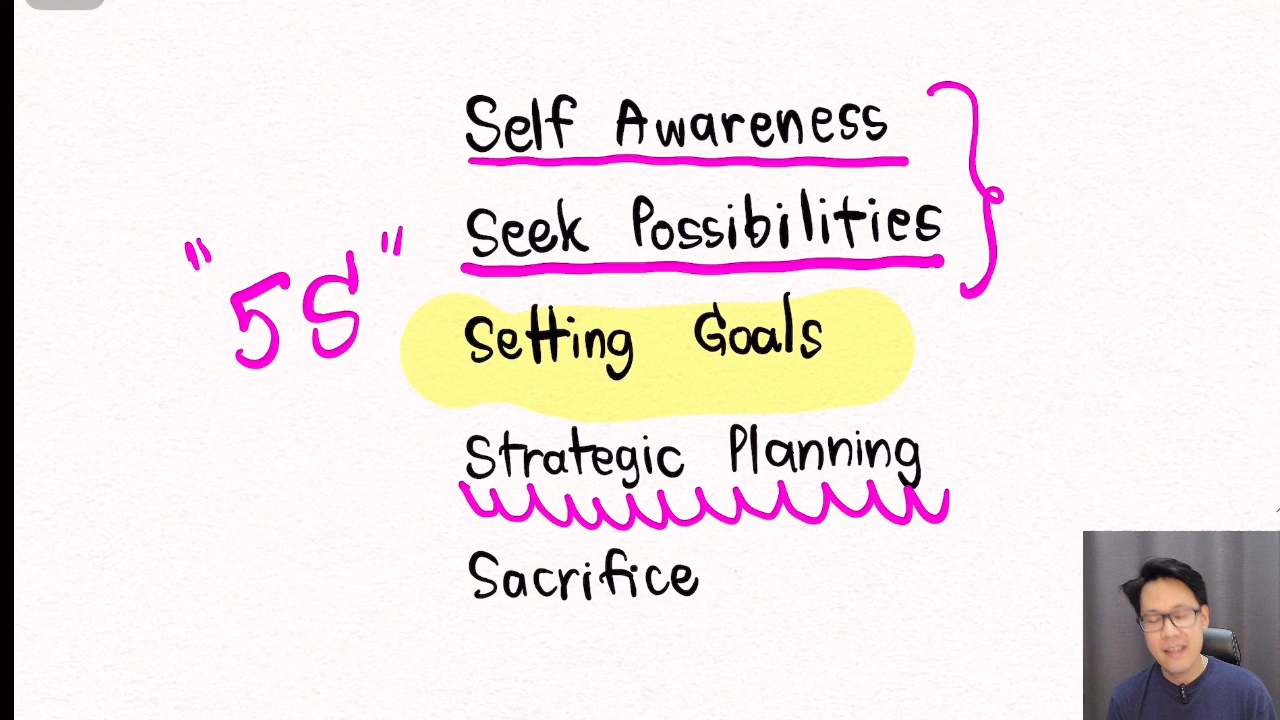 Self Awareness
Seek Possibilities
"5S"
Setting Goals
Strategic Planning
Sacrifice